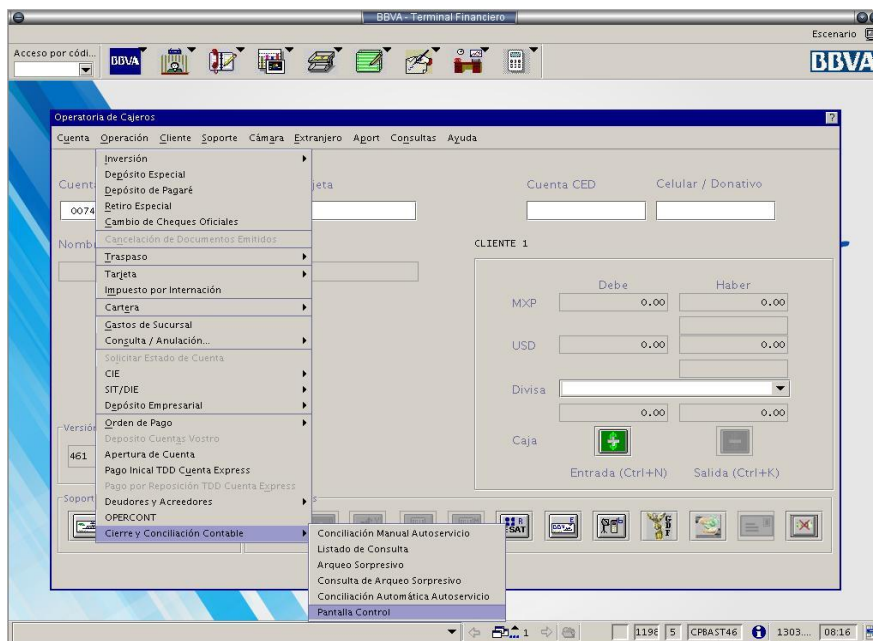 BBVA - Terminal Financiero
Escenario
Acceso por códi...
BBVA
BBVA
Operatoria de Cajeros
?
Cuenta Operación Cliente Soporte Cámara Extranjero Aport Consultas Ayuda
Inversión
Depósito Especial
Depósito de Pagaré
Retiro Especial
Cambio de Cheques Oficiales
Cancelación de Documentos Emitidos
Traspaso
Tarjeta
Impuesto por Internación
Cartera
Gastos de Sucursal
Consulta / Anulación...
Solicitar Estado de Cuenta
CIE
SIT/DIE
Depósito Empresarial
Orden de Pago
Deposito Cuentas Vostro
Apertura de Cuenta
Pago Inical TDD Cuenta Express
Pago por Reposición TDD Cuenta Express
Deudores y Acreedores
OPERCONT
Cierre y Conciliación Contable
Conciliación Manual Autoservicio
Listado de Consulta
Arqueo Sorpresivo
Consulta de Arqueo Sorpresivo
Conciliación Automática Autoservicio
Pantalla Control
Cuent
jeta
Cuenta CED
Celular / Donativo
0074
Nomb
CLIENTE 1
Debe
Haber
MXP
0.00
0.00
USD
0.00
0.00
Divisa
0.00
0.00
Caja
Entrada (Ctrl+N)
Salida (Ctrl+K)
Versión
461
Soport
s
GDF
1
5
CPBAST46
1303....
08:16